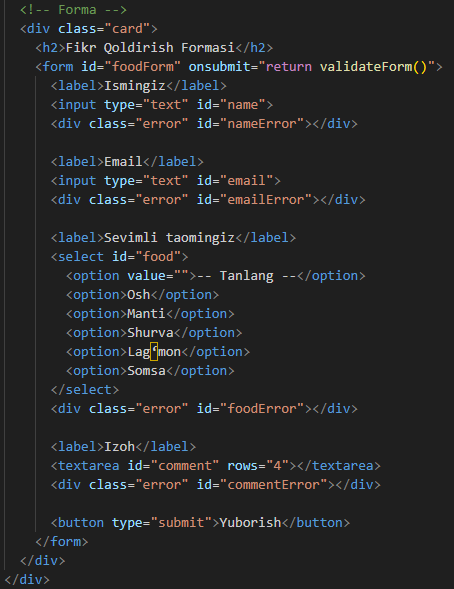 <!-- Forma -->
<div class="card">
<h2>Fikr Qoldirish Formasi</h2>
<form id="foodForm" onsubmit="return validateForm()">
<label>Ismingiz</label>
<input type="text" id="name">
<div class="error" id="nameError"></div>
<label>Email</label>
<input type="text" id="email">
<div class="error" id="emailError"></div>
<label>Sevimli taomingiz</label>
<select id="food">
<option value="">-- Tanlang --</option>
<option>Osh</option>
<option>Manti</option>
<option>Shurva</option>
<option>Lag‘mon</option>
<option>Somsa</option>
</select>
<div class="error" id="foodError"></div>
<label>Izoh</label>
<textarea id="comment" rows="4"></textarea>
<div class="error" id="commentError"></div>
<button type="submit">Yuborish</button>
</form>
</div>
</div>